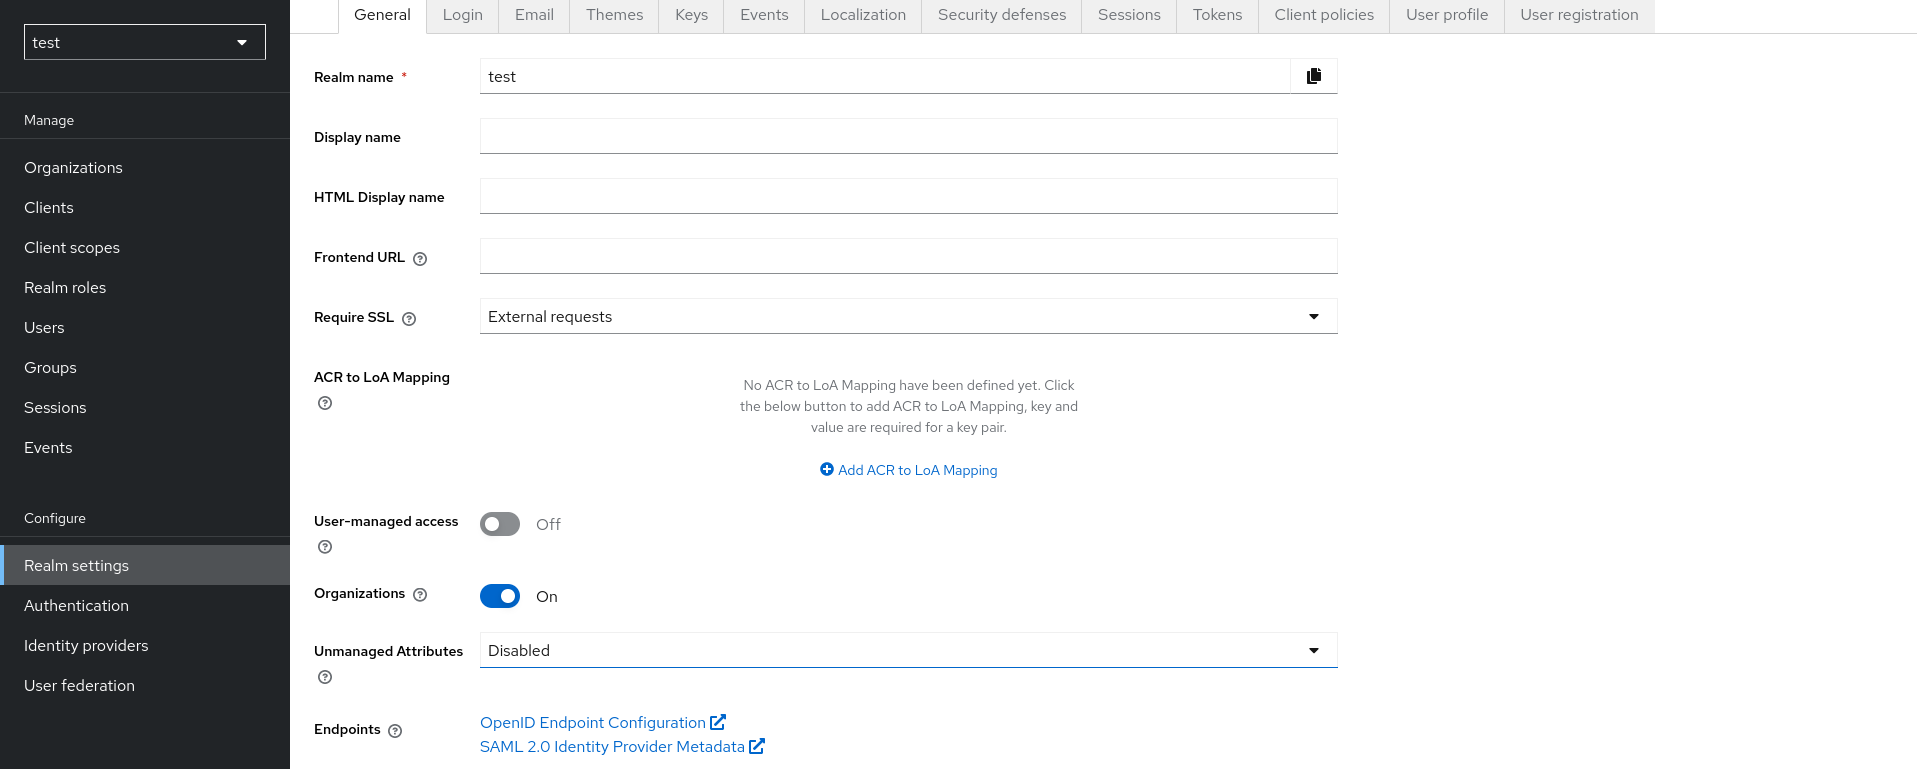 test
Manage
Organizations
Clients
Client scopes
Realm roles
Users
Groups
Sessions
Events
Configure
Realm settings
Authentication
Identity providers
User federation
General Login Email Themes Keys Events Localization Security defenses Sessions Tokens Client policies User profile User registration
Realm name *
test
Display name
HTML Display name
Frontend URL
Require SSL
External requests
ACR to LoA Mapping
No ACR to LoA Mapping have been defined yet. Click
the below button to add ACR to LoA Mapping, key and
value are required for a key pair.
Add ACR to LoA Mapping
User-managed access
Off
Organizations
On
Unmanaged Attributes
Disabled
Endpoints
OpenID Endpoint Configuration
SAML 2.0 Identity Provider Metadata